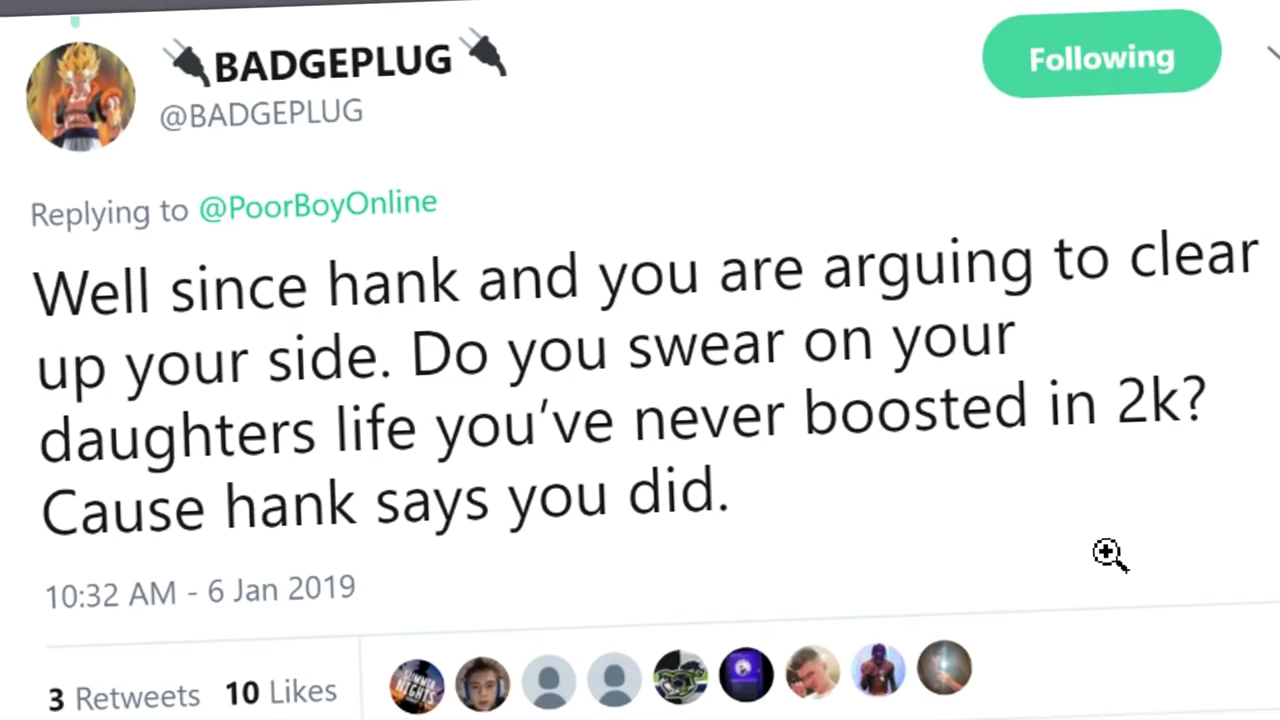 BADGEPLUG
Following
@BADGEPLUG
Replying to @PoorBoyOnline
Well since hank and you are arguing to clear
up your side. Do you swear on your
daughters life you've never boosted in 2k?
Cause hank says you did.
10:32 AM - 6 Jan 2019
3 Retweets 10 Likes
SUMMER
NIGHTS